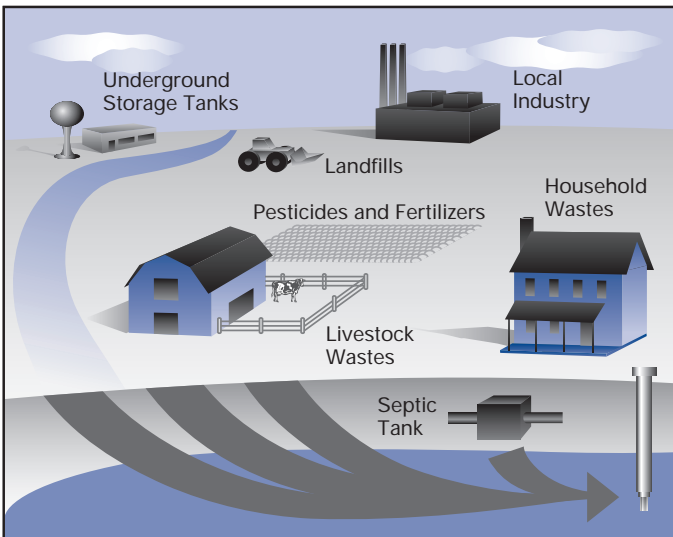 Underground
Storage Tanks
Local
Industry
Landfills
Household
Wastes
Pesticides and Fertilizers
Livestock
Wastes
Septic
Tank